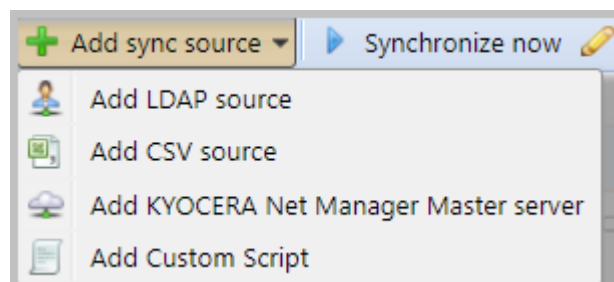 Add sync source Synchronize now
Add LDAP source
Add CSV source
Add KYOCERA Net Manager Master server
Add Custom Script